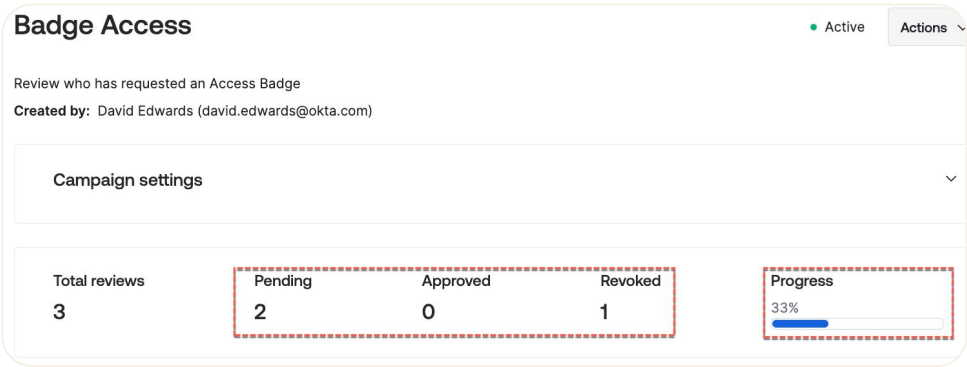 Badge Access
Active
Actions
Review who has requested an Access Badge
Created by: David Edwards (david.edwards@okta.com)
Campaign settings
Total reviews Pending Approved Revoked Progress
3 2 0 1 33%